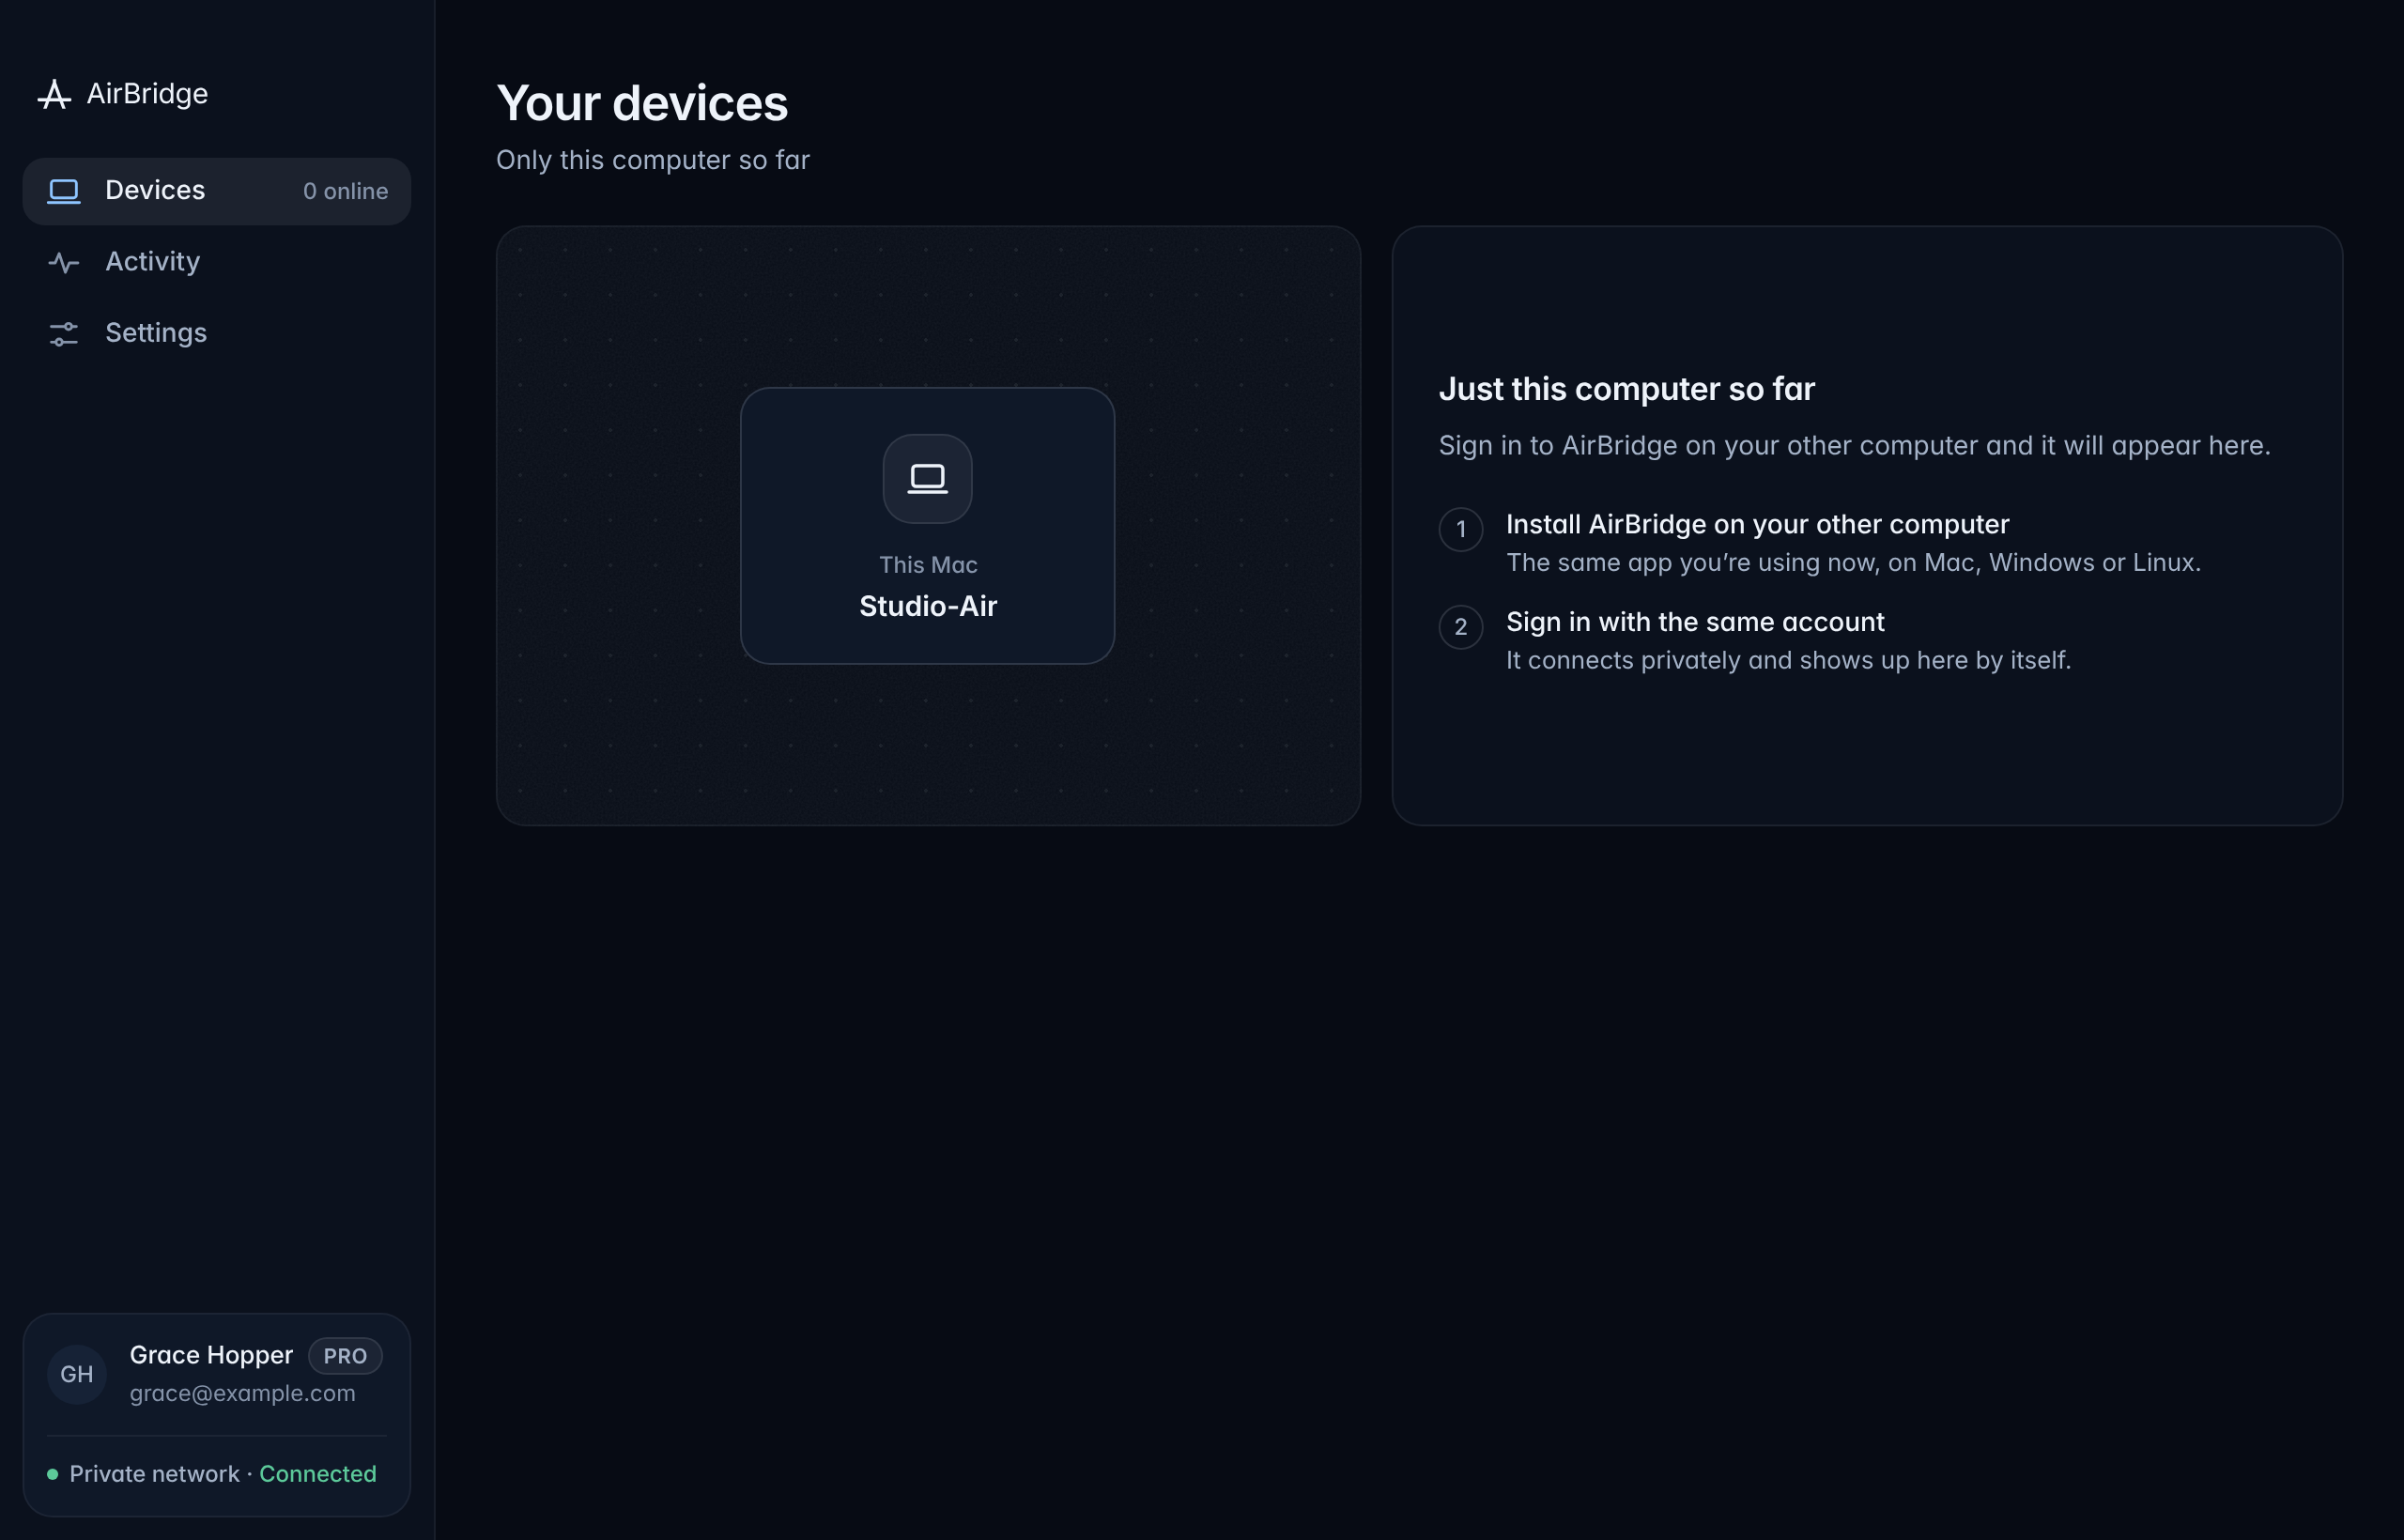 AirBridge
Devices
0 online
Activity
Settings
Your devices
Only this computer so far
This Mac
Studio-Air
Just this computer so far
Sign in to AirBridge on your other computer and it will appear here.
1
Install AirBridge on your other computer
The same app you’re using now, on Mac, Windows or Linux.
2
Sign in with the same account
It connects privately and shows up here by itself.
GH
Grace Hopper
PRO
grace@example.com
Private network · Connected